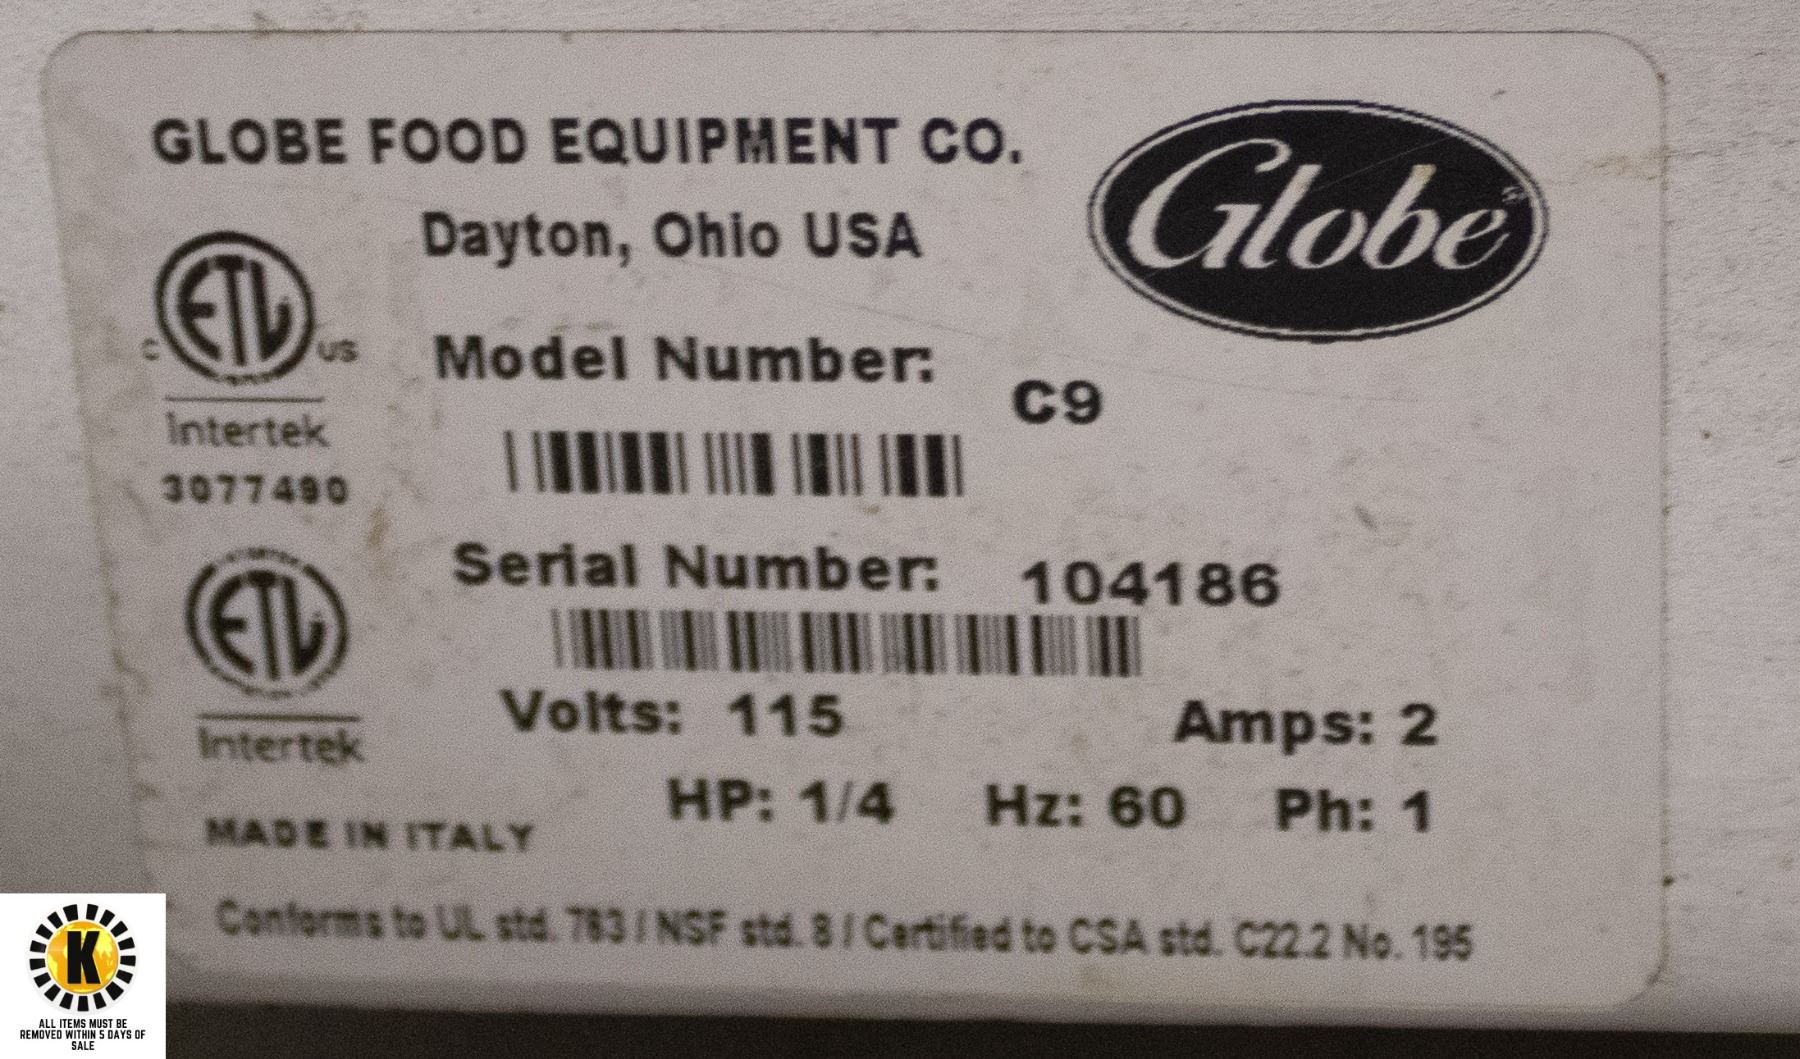 GLOBE FOOD EQUIPMENT CO.
Globe®
Dayton, Ohio USA
ETL
C US
Intertek
3077490
Model Number:
C9
Serial Number: 104186
ETL
Intertek
Volts: 115 Amps: 2
HP: 1/4 Hz: 60 Ph: 1
MADE IN ITALY
Conforms to UL std. 763 / NSF std. 8 / Certified to CSA std. C22.2 No. 195
K
ALL ITEMS MUST BE
REMOVED WITHIN 5 DAYS OF
SALE